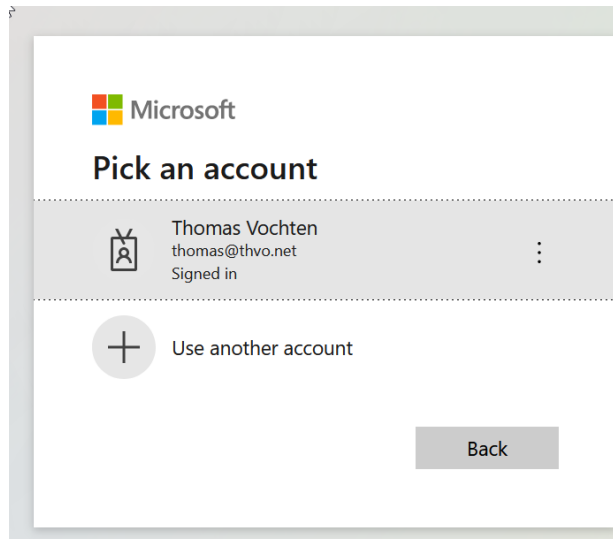 Microsoft
Pick an account
Thomas Vochten
thomas@thvo.net
Signed in
Use another account
Back